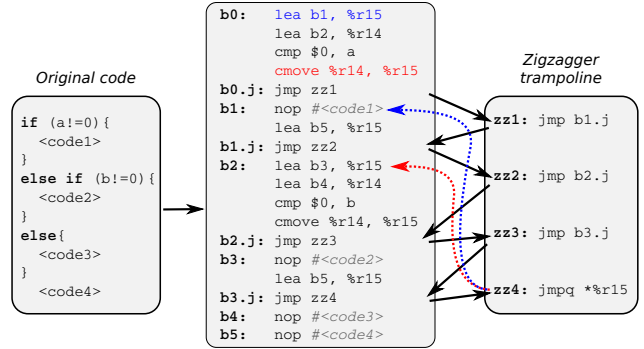 Original code
if (a!=0){
<code1>
}
else if (b!=0){
<code2>
}
else{
<code3>
}
<code4>
b0: lea b1, %r15
lea b2, %r14
cmp $0, a
cmove %r14, %r15
b0.j: jmp zz1
b1: nop #<code1>
lea b5, %r15
b1.j: jmp zz2
b2: lea b3, %r15
lea b4, %r14
cmp $0, b
cmove %r14, %r15
b2.j: jmp zz3
b3: nop #<code2>
lea b5, %r15
b3.j: jmp zz4
b4: nop #<code3>
b5: nop #<code4>
Zigzagger
trampoline
zz1: jmp b1.j
zz2: jmp b2.j
zz3: jmp b3.j
zz4: jmpq *%r15